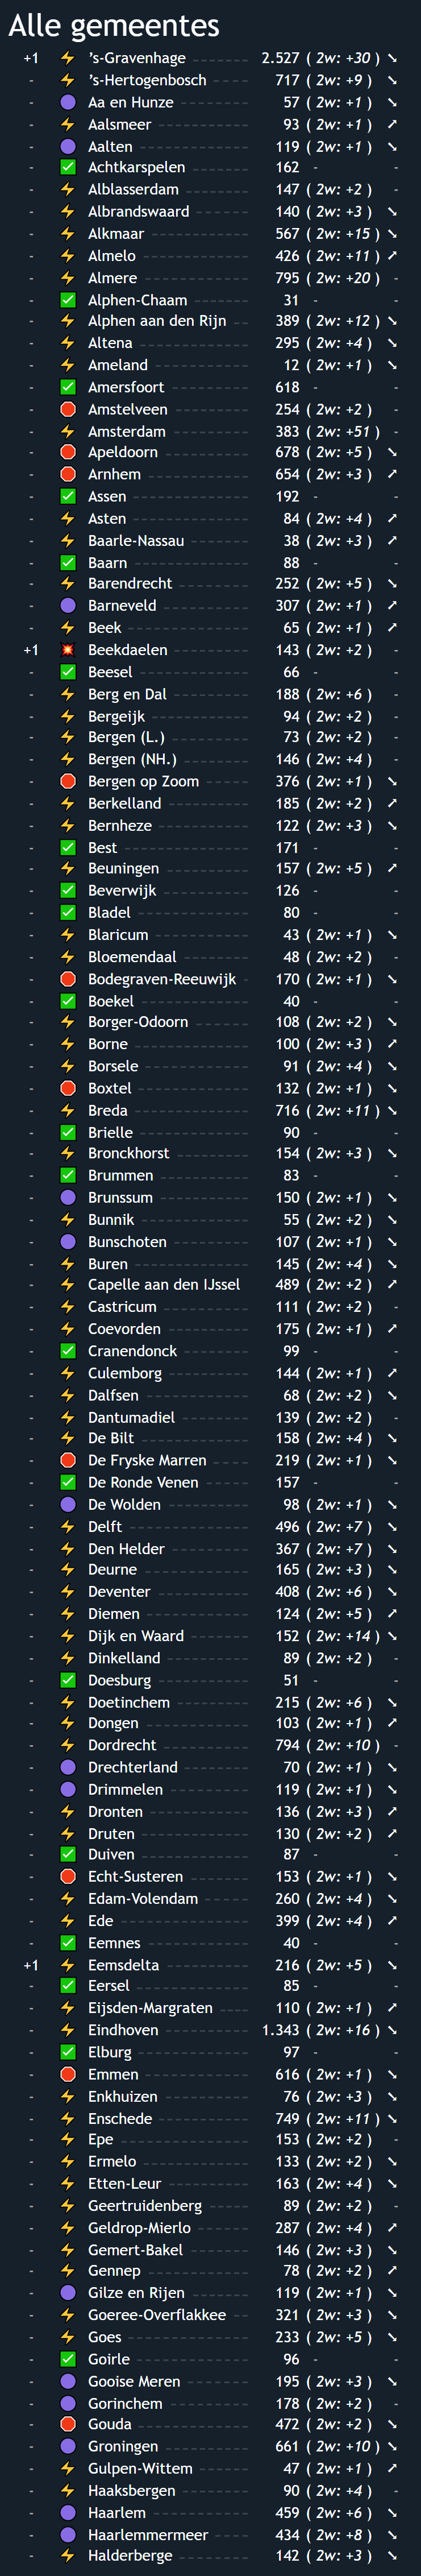 Alle gemeentes
+1 ⚡ ’s-Gravenhage 2.527 ( 2w: +30 ) ➘
- ⚡ ’s-Hertogenbosch 717 ( 2w: +9 ) ➘
- 🟣 Aa en Hunze 57 ( 2w: +1 ) ➘
- ⚡ Aalsmeer 93 ( 2w: +1 ) ➚
- 🟣 Aalten 119 ( 2w: +1 ) ➘
- ✅ Achtkarspelen 162 - -
- ⚡ Alblasserdam 147 ( 2w: +2 ) -
- ⚡ Albrandswaard 140 ( 2w: +3 ) ➘
- ⚡ Alkmaar 567 ( 2w: +15 ) ➘
- ⚡ Almelo 426 ( 2w: +11 ) ➚
- ⚡ Almere 795 ( 2w: +20 ) -
- ✅ Alphen-Chaam 31 - -
- ⚡ Alphen aan den Rijn 389 ( 2w: +12 ) ➘
- ⚡ Altena 295 ( 2w: +4 ) ➘
- ⚡ Ameland 12 ( 2w: +1 ) ➘
- ✅ Amersfoort 618 - -
- 🛑 Amstelveen 254 ( 2w: +2 ) -
- ⚡ Amsterdam 383 ( 2w: +51 ) -
- 🛑 Apeldoorn 678 ( 2w: +5 ) ➘
- 🛑 Arnhem 654 ( 2w: +3 ) ➚
- ✅ Assen 192 - -
- ⚡ Asten 84 ( 2w: +4 ) ➚
- ⚡ Baarle-Nassau 38 ( 2w: +3 ) ➚
- ✅ Baarn 88 - -
- ⚡ Barendrecht 252 ( 2w: +5 ) ➘
- 🟣 Barneveld 307 ( 2w: +1 ) ➚
- ⚡ Beek 65 ( 2w: +1 ) ➚
+1 💥 Beekdaelen 143 ( 2w: +2 ) -
- ✅ Beesel 66 - -
- ⚡ Berg en Dal 188 ( 2w: +6 ) -
- ⚡ Bergeijk 94 ( 2w: +2 ) -
- ⚡ Bergen (L.) 73 ( 2w: +2 ) -
- ⚡ Bergen (NH.) 146 ( 2w: +4 ) -
- 🛑 Bergen op Zoom 376 ( 2w: +1 ) ➘
- ⚡ Berkelland 185 ( 2w: +2 ) ➚
- ⚡ Bernheze 122 ( 2w: +3 ) ➘
- ✅ Best 171 - -
- ⚡ Beuningen 157 ( 2w: +5 ) ➚
- ✅ Beverwijk 126 - -
- ✅ Bladel 80 - -
- ⚡ Blaricum 43 ( 2w: +1 ) ➘
- ⚡ Bloemendaal 48 ( 2w: +2 ) -
- 🛑 Bodegraven-Reeuwijk 170 ( 2w: +1 ) ➘
- ✅ Boekel 40 - -
- ⚡ Borger-Odoorn 108 ( 2w: +2 ) ➘
- ⚡ Borne 100 ( 2w: +3 ) ➚
- ⚡ Borsele 91 ( 2w: +4 ) ➘
- 🛑 Boxtel 132 ( 2w: +1 ) ➘
- ⚡ Breda 716 ( 2w: +11 ) ➘
- ✅ Brielle 90 - -
- ⚡ Bronckhorst 154 ( 2w: +3 ) ➘
- ✅ Brummen 83 - -
- 🟣 Brunssum 150 ( 2w: +1 ) ➘
- ⚡ Bunnik 55 ( 2w: +2 ) ➘
- 🟣 Bunschoten 107 ( 2w: +1 ) ➘
- ⚡ Buren 145 ( 2w: +4 ) ➘
- ⚡ Capelle aan den IJssel 489 ( 2w: +2 ) ➚
- ⚡ Castricum 111 ( 2w: +2 ) -
- ⚡ Coevorden 175 ( 2w: +1 ) ➚
- ✅ Cranendonck 99 - -
- ⚡ Culemborg 144 ( 2w: +1 ) ➚
- ⚡ Dalfsen 68 ( 2w: +2 ) ➘
- ⚡ Dantumadiel 139 ( 2w: +2 ) -
- ⚡ De Bilt 158 ( 2w: +4 ) ➘
- 🛑 De Fryske Marren 219 ( 2w: +1 ) ➘
- ✅ De Ronde Venen 157 - -
- 🟣 De Wolden 98 ( 2w: +1 ) ➘
- ⚡ Delft 496 ( 2w: +7 ) ➘
- ⚡ Den Helder 367 ( 2w: +7 ) ➘
- ⚡ Deurne 165 ( 2w: +3 ) ➘
- ⚡ Deventer 408 ( 2w: +6 ) ➘
- ⚡ Diemen 124 ( 2w: +5 ) ➚
- ⚡ Dijk en Waard 152 ( 2w: +14 ) ➘
- ⚡ Dinkelland 89 ( 2w: +2 ) -
- ✅ Doesburg 51 - -
- ⚡ Doetinchem 215 ( 2w: +6 ) ➘
- ⚡ Dongen 103 ( 2w: +1 ) ➚
- ⚡ Dordrecht 794 ( 2w: +10 ) -
- 🟣 Drechterland 70 ( 2w: +1 ) ➘
- 🟣 Drimmelen 119 ( 2w: +1 ) ➘
- ⚡ Dronten 136 ( 2w: +3 ) ➚
- ⚡ Druten 130 ( 2w: +2 ) ➚
- ✅ Duiven 87 - -
- 🛑 Echt-Susteren 153 ( 2w: +1 ) ➘
- ⚡ Edam-Volendam 260 ( 2w: +4 ) ➘
- ⚡ Ede 399 ( 2w: +4 ) ➚
- ✅ Eemnes 40 - -
+1 ⚡ Eemsdelta 216 ( 2w: +5 ) ➘
- ✅ Eersel 85 - -
- ⚡ Eijsden-Margraten 110 ( 2w: +1 ) ➚
- ⚡ Eindhoven 1.343 ( 2w: +16 ) ➘
- ✅ Elburg 97 - -
- 🛑 Emmen 616 ( 2w: +1 ) ➘
- ⚡ Enkhuizen 76 ( 2w: +3 ) ➘
- ⚡ Enschede 749 ( 2w: +11 ) ➘
- ⚡ Epe 153 ( 2w: +2 ) -
- ⚡ Ermelo 133 ( 2w: +2 ) ➘
- ⚡ Etten-Leur 163 ( 2w: +4 ) ➘
- ⚡ Geertruidenberg 89 ( 2w: +2 ) -
- ⚡ Geldrop-Mierlo 287 ( 2w: +4 ) ➚
- ⚡ Gemert-Bakel 146 ( 2w: +3 ) ➘
- ⚡ Gennep 78 ( 2w: +2 ) ➚
- 🟣 Gilze en Rijen 119 ( 2w: +1 ) ➘
- ⚡ Goeree-Overflakkee 321 ( 2w: +3 ) ➘
- ⚡ Goes 233 ( 2w: +5 ) ➘
- ✅ Goirle 96 - -
- 🟣 Gooise Meren 195 ( 2w: +3 ) ➘
- 🟣 Gorinchem 178 ( 2w: +2 ) -
- 🛑 Gouda 472 ( 2w: +2 ) ➘
- 🟣 Groningen 661 ( 2w: +10 ) ➘
- ⚡ Gulpen-Wittem 47 ( 2w: +1 ) ➚
- ⚡ Haaksbergen 90 ( 2w: +4 ) -
- 🟣 Haarlem 459 ( 2w: +6 ) ➘
- 🟣 Haarlemmermeer 434 ( 2w: +8 ) ➘
- ⚡ Halderberge 142 ( 2w: +3 ) ➘